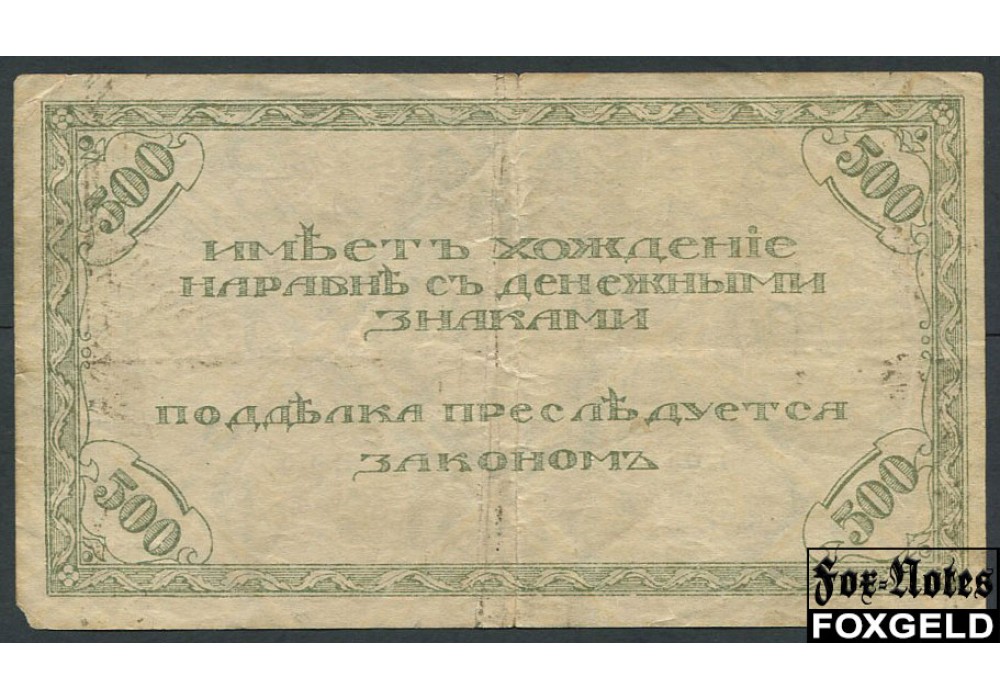 500
500
ИМѢЕТЪ ХОЖДЕНІЕ
НАРАВНѢ СЪ ДЕНЕЖНЫМИ
ЗНАКАМИ
ПОДДѢЛКА ПРЕСЛѢДУЕТСЯ
ЗАКОНОМЪ
500
500
Fox-Notes
FOXGELD